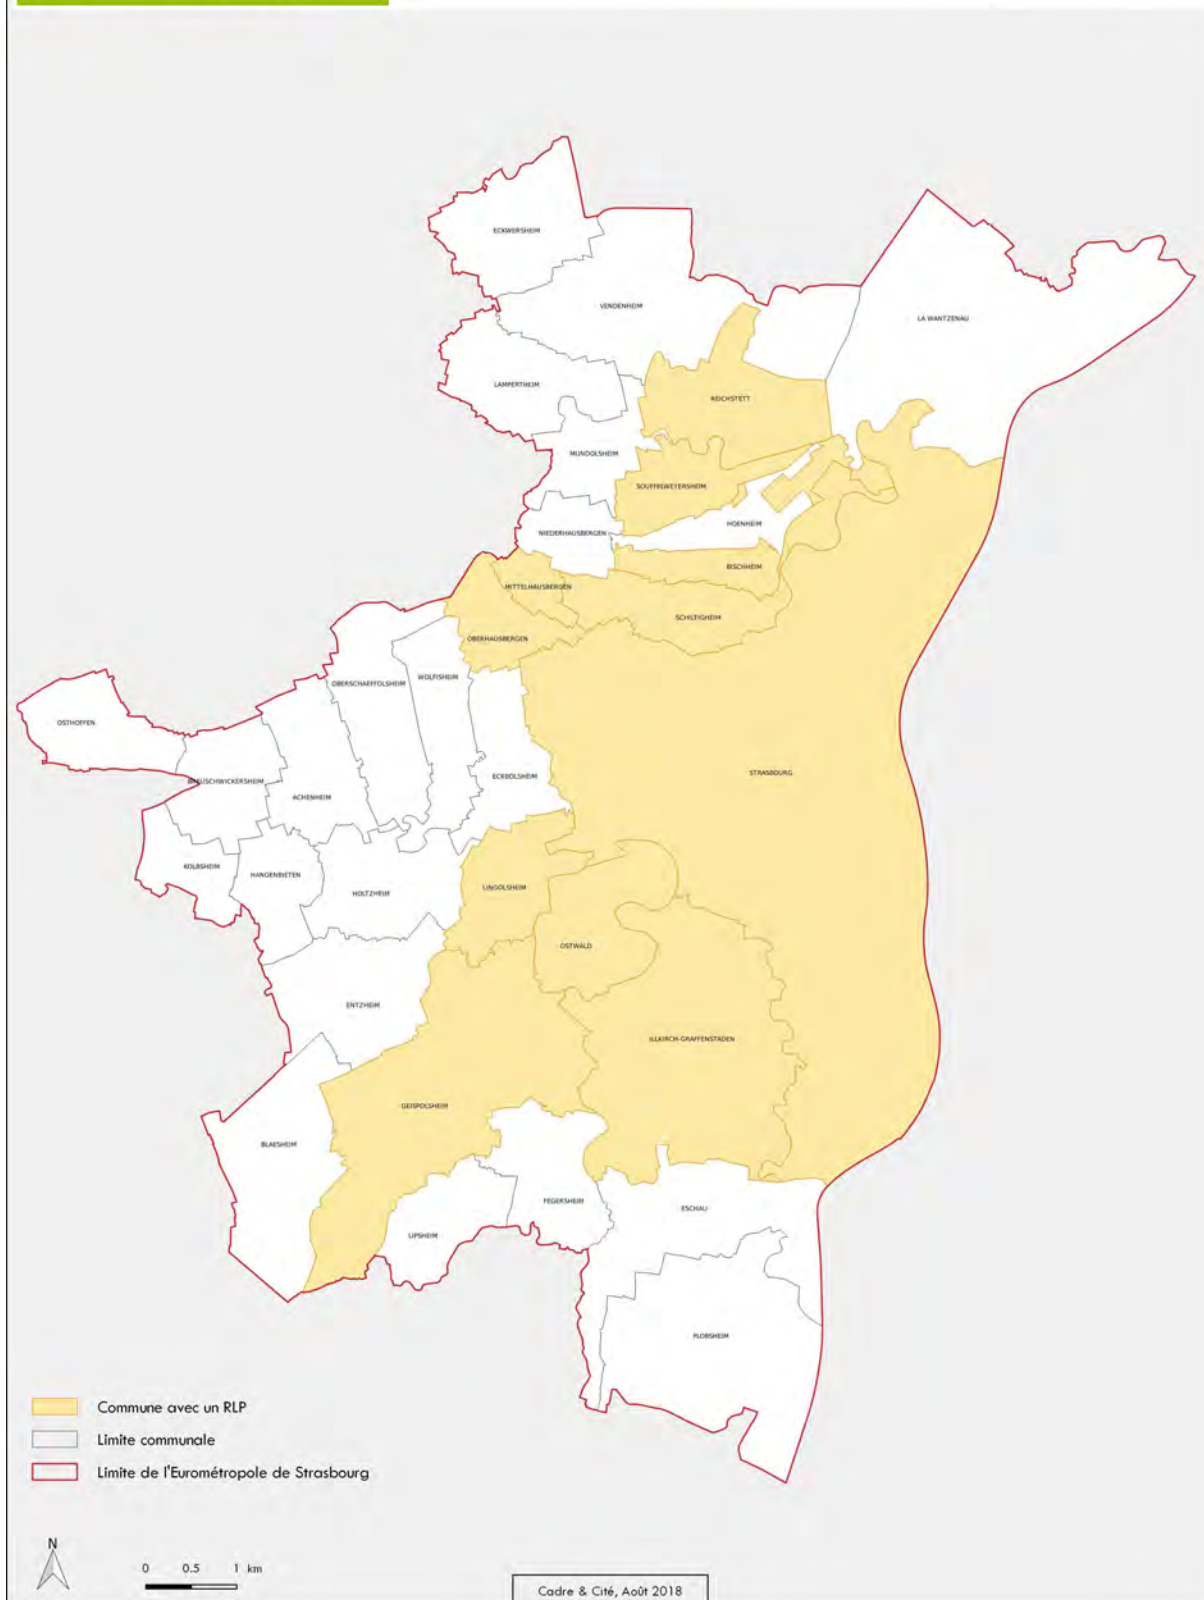 ECKWERSHEIM
VENDENHEIM
LA WANTZENAU
LAMPERTHEIM
REICHSTETT
MUNDOLSHEIM
SOUFFELWEYERSHEIM
HOENHEIM
NIEDERHAUSBERGEN
BISCHHEIM
MITTELHAUSBERGEN
SCHILTIGHEIM
OBERHAUSBERGEN
WOLFISHEIM
OBERSCHAEFFOLSHEIM
OSTHOFFEN
STRASBOURG
ECKBOLSHEIM
BREUSCHWICKERSHEIM
ACHENHEIM
KOLBSHEIM
HANGENBIETEN
LINGOLSHEIM
HOLTZHEIM
OSTWALD
ENTZHEIM
ILLKIRCH-GRAFFENSTADEN
GEISPOLSHEIM
BLAESHEIM
FEGERSHEIM
ESCHAU
LIPSHEIM
PLOBSHEIM
Commune avec un RLP
Limite communale
Limite de l'Eurométropole de Strasbourg
N
0 0.5 1 km
Cadre & Cité, Août 2018